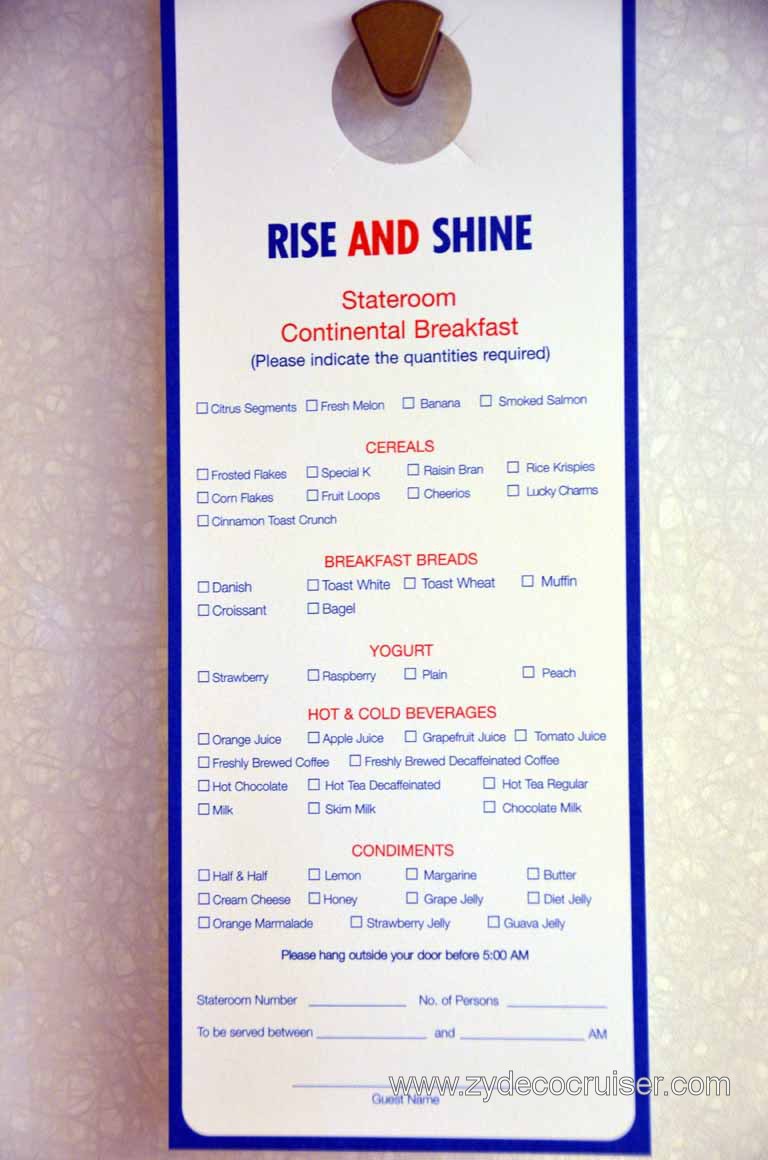 RISE AND SHINE
Stateroom
Continental Breakfast
(Please indicate the quantities required)
☐ Citrus Segments ☐ Fresh Melon ☐ Banana ☐ Smoked Salmon
CEREALS
☐ Frosted Flakes ☐ Special K ☐ Raisin Bran ☐ Rice Krispies
☐ Corn Flakes ☐ Fruit Loops ☐ Cheerios ☐ Lucky Charms
☐ Cinnamon Toast Crunch
BREAKFAST BREADS
☐ Danish ☐ Toast White ☐ Toast Wheat ☐ Muffin
☐ Croissant ☐ Bagel
YOGURT
☐ Strawberry ☐ Raspberry ☐ Plain ☐ Peach
HOT & COLD BEVERAGES
☐ Orange Juice ☐ Apple Juice ☐ Grapefruit Juice ☐ Tomato Juice
☐ Freshly Brewed Coffee ☐ Freshly Brewed Decaffeinated Coffee
☐ Hot Chocolate ☐ Hot Tea Decaffeinated ☐ Hot Tea Regular
☐ Milk ☐ Skim Milk ☐ Chocolate Milk
CONDIMENTS
☐ Half & Half ☐ Lemon ☐ Margarine ☐ Butter
☐ Cream Cheese ☐ Honey ☐ Grape Jelly ☐ Diet Jelly
☐ Orange Marmalade ☐ Strawberry Jelly ☐ Guava Jelly
Please hang outside your door before 5:00 AM
Stateroom Number ________ No. of Persons ________
To be served between ________ and ________ AM
www.zydecocruiser.com
Guest Name